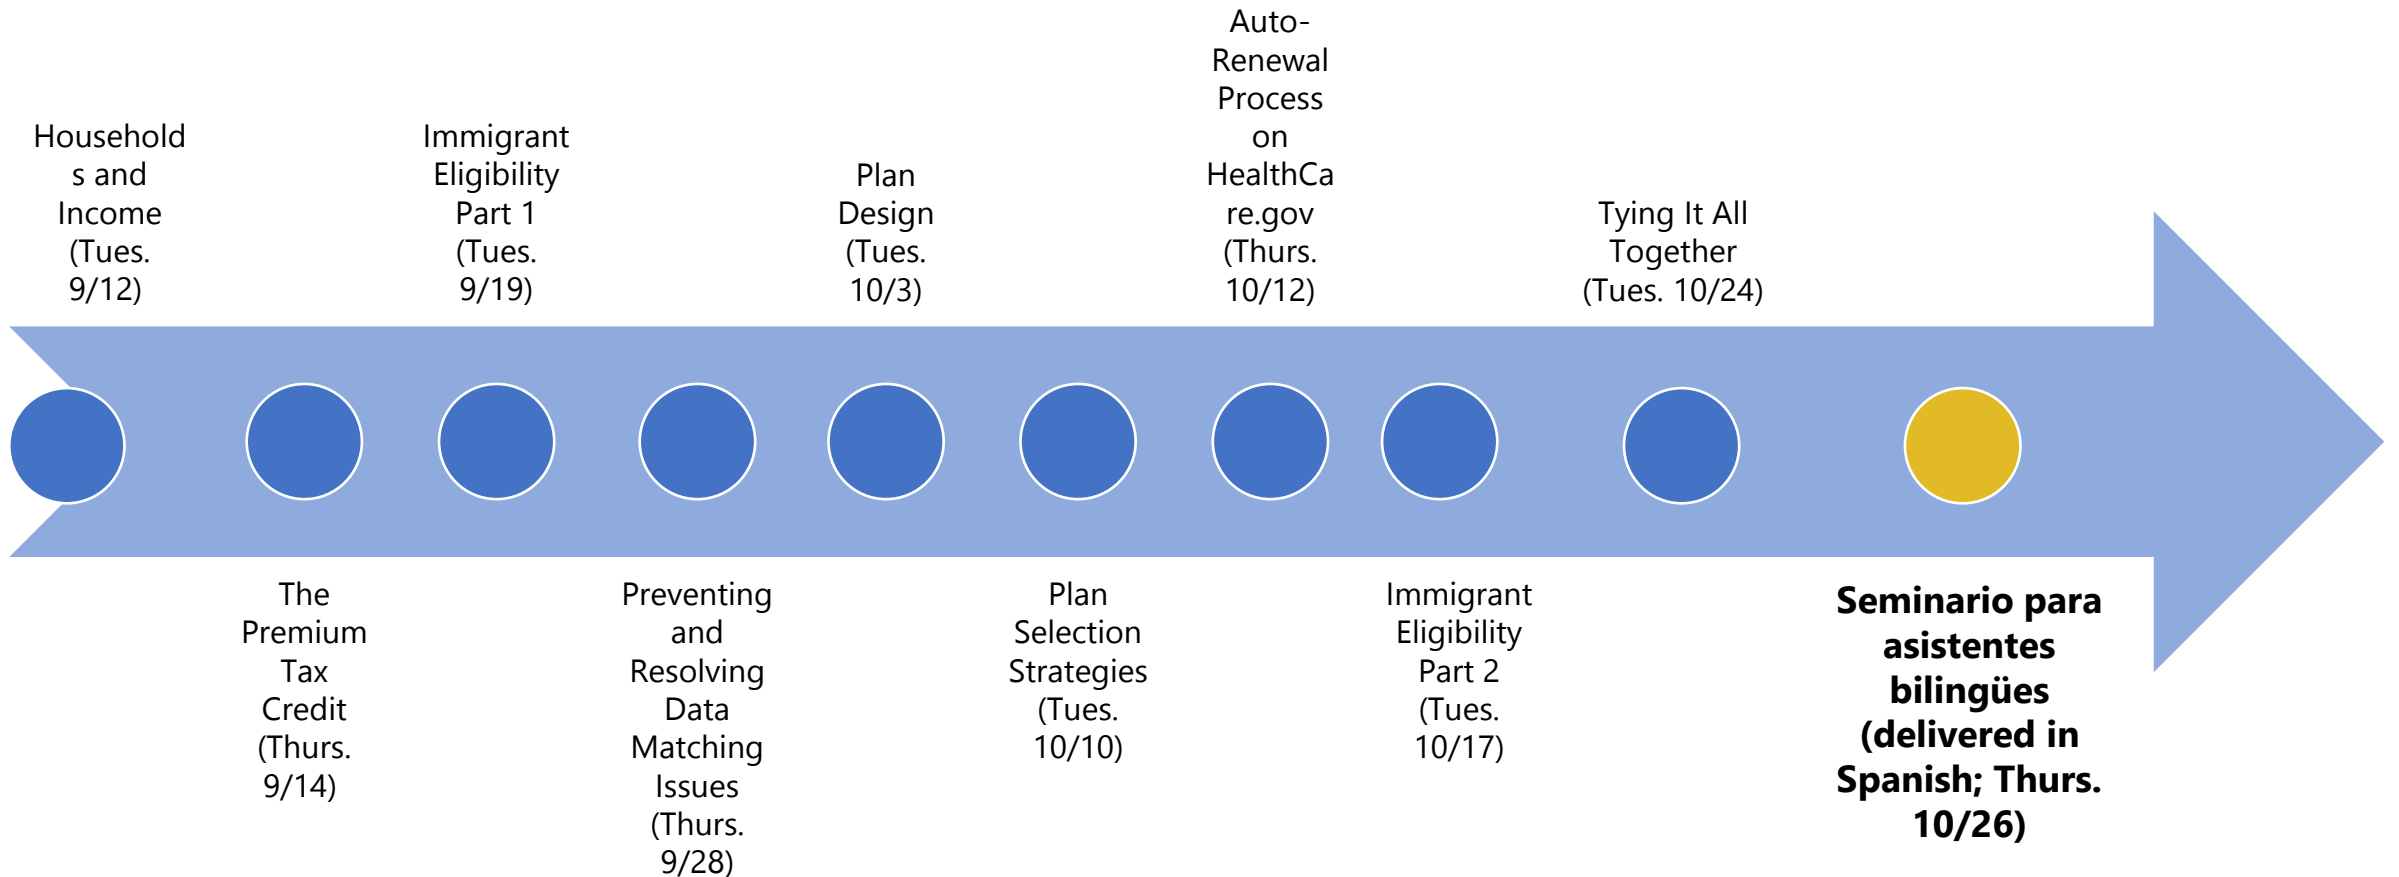 Household
s and
Income
(Tues.
9/12)
The
Premium
Tax
Credit
(Thurs.
9/14)
Immigrant
Eligibility
Part 1
(Tues.
9/19)
Preventing
and
Resolving
Data
Matching
Issues
(Thurs.
9/28)
Plan
Design
(Tues.
10/3)
Plan
Selection
Strategies
(Tues.
10/10)
Auto-
Renewal
Process
on
HealthCa
re.gov
(Thurs.
10/12)
Immigrant
Eligibility
Part 2
(Tues.
10/17)
Tying It All
Together
(Tues. 10/24)
Seminario para
asistentes
bilingües
(delivered in
Spanish; Thurs.
10/26)